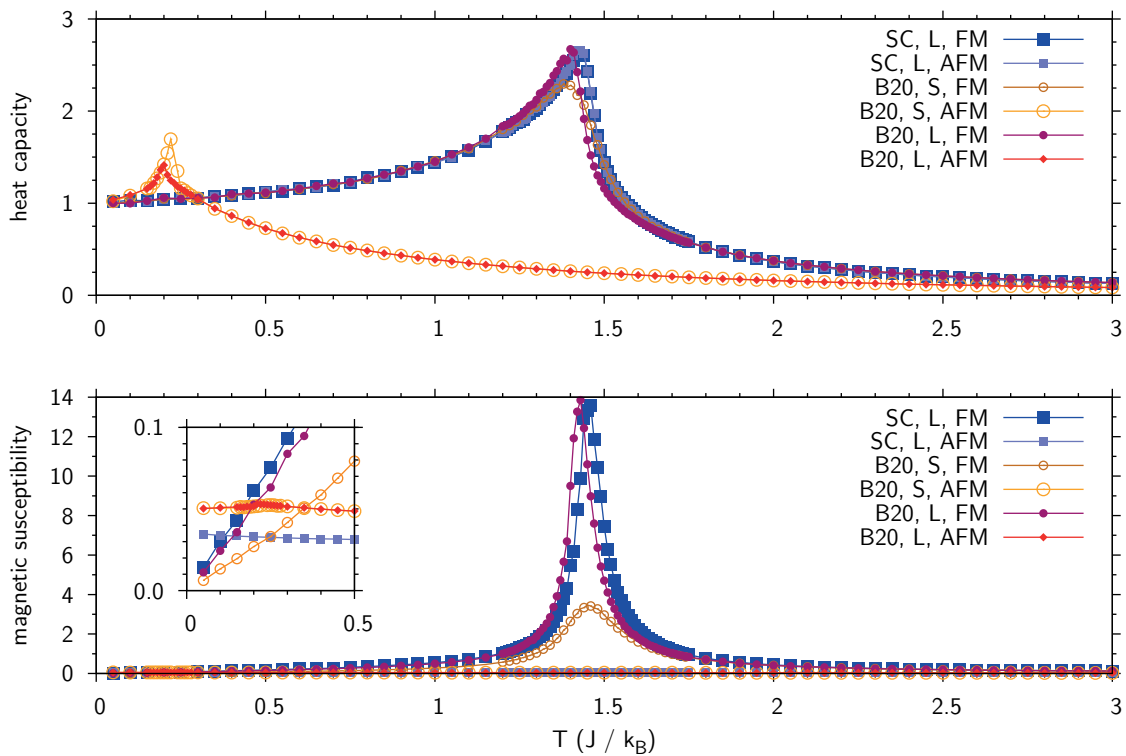 heat capacity
3
2
1
0
SC, L, FM
SC, L, AFM
B20, S, FM
B20, S, AFM
B20, L, FM
B20, L, AFM
0 0.5 1 1.5 2 2.5 3
magnetic susceptibility
14
12
10
8
6
4
2
0
0.1
0.0
0 0.5
SC, L, FM
SC, L, AFM
B20, S, FM
B20, S, AFM
B20, L, FM
B20, L, AFM
0 0.5 1 1.5 2 2.5 3
T (J / k_B)